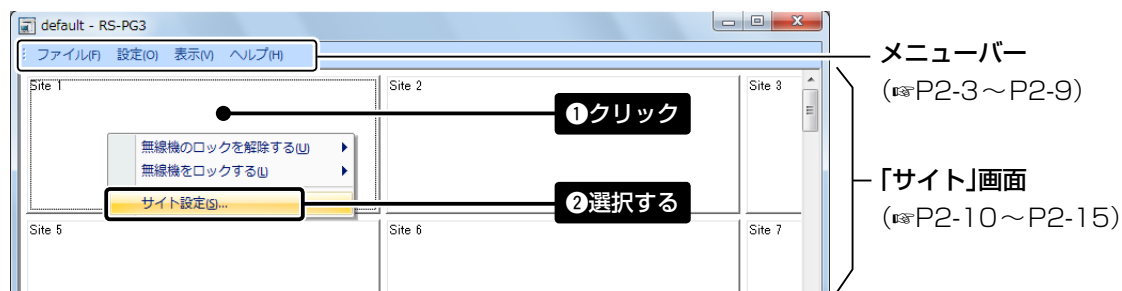 default - RS-PG3
ファイル(F) 設定(O) 表示(V) ヘルプ(H)
メニューバー
(☞P2-3～P2-9)
Site 1
Site 2
Site 3
❶クリック
無線機のロックを解除する(U)
無線機をロックする(L)
サイト設定(S)...
❷選択する
「サイト」画面
(☞P2-10～P2-15)
Site 5
Site 6
Site 7